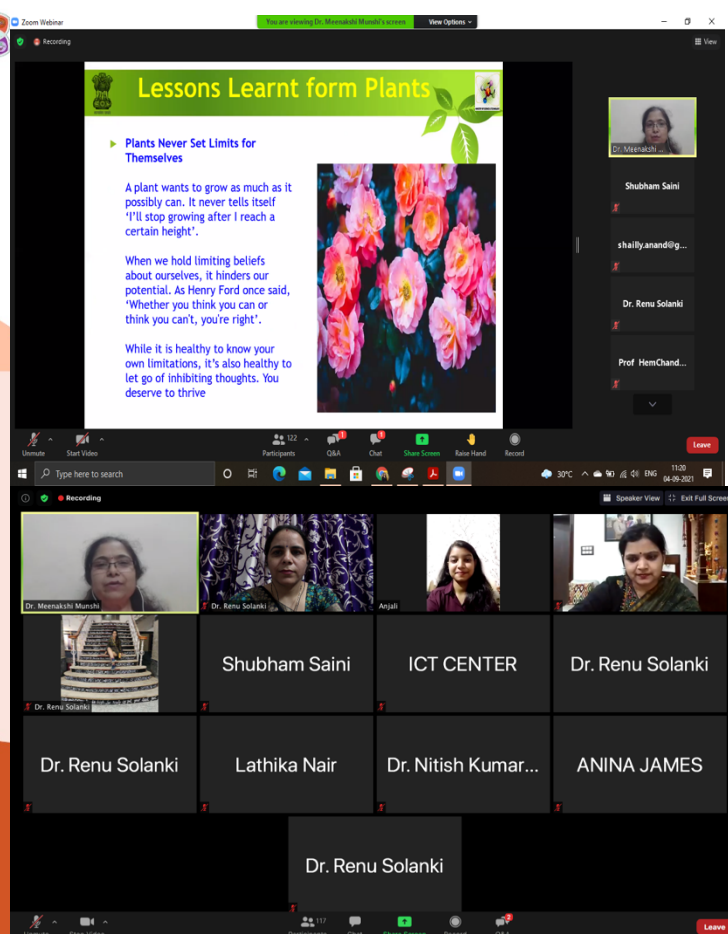 Zoom Webinar
You are viewing Dr. Meenakshi Munshi's screen
View Options
Recording
View
Lessons Learnt form Plants
Plants Never Set Limits for
Themselves
A plant wants to grow as much as it
possibly can. It never tells itself
'I'll stop growing after I reach a
certain height'.
When we hold limiting beliefs
about ourselves, it hinders our
potential. As Henry Ford once said,
'Whether you think you can or
think you can't, you're right'.
While it is healthy to know your
own limitations, it's also healthy to
let go of inhibiting thoughts. You
deserve to thrive
Dr. Meenakshi ...
Shubham Saini
shailly.anand@g...
Dr. Renu Solanki
Prof HemChand...
Unmute
Start Video
122
Participants
1
Q&A
1
Chat
Share Screen
Raise Hand
Record
Leave
Type here to search
30°C
ENG
11:20
04-09-2021
Recording
Speaker View
Exit Full Screen
Dr. Meenakshi Munshi
Dr. Renu Solanki
Anjali
Dr. Renu Solanki
Shubham Saini
ICT CENTER
Dr. Renu Solanki
Dr. Renu Solanki
Lathika Nair
Dr. Nitish Kumar...
ANINA JAMES
Dr. Renu Solanki
117
2
Leave